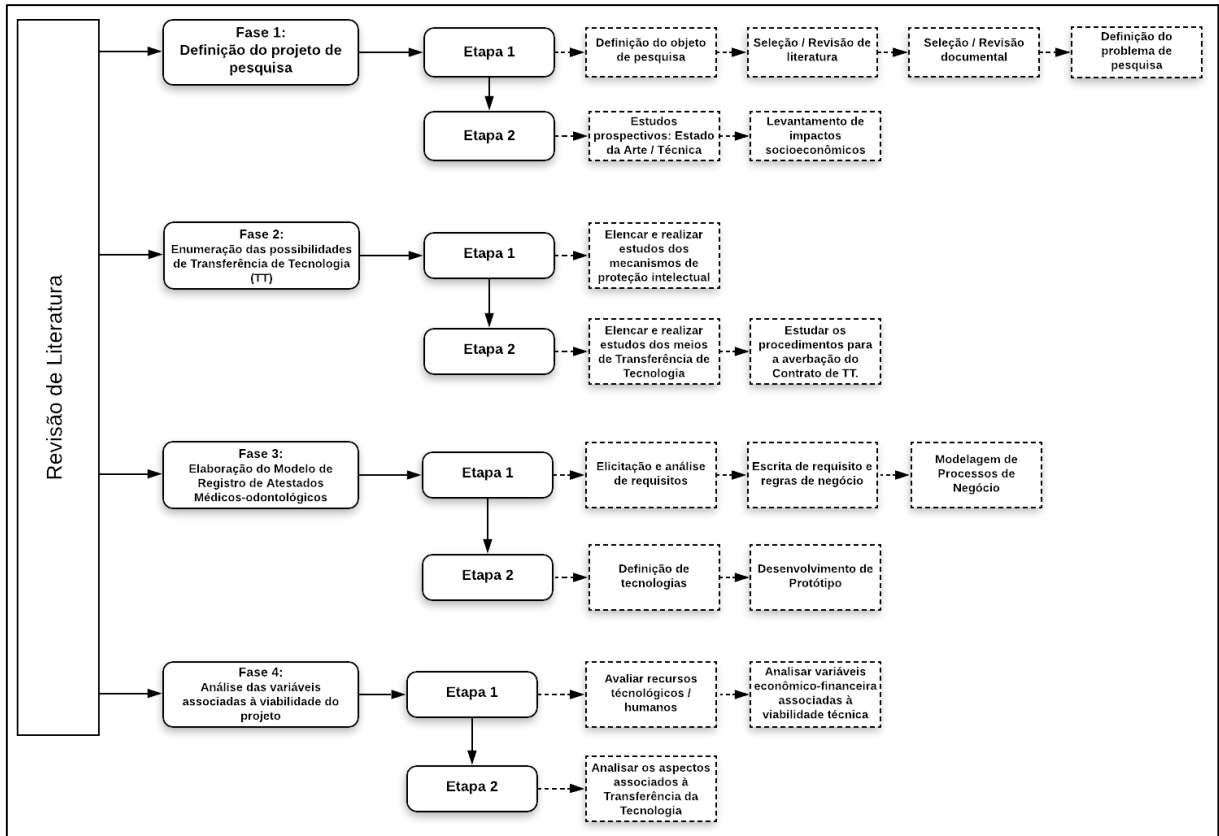 Revisão de Literatura
Fase 1:
Definição do projeto de
pesquisa
Etapa 1
Definição do objeto
de pesquisa
Seleção / Revisão de
literatura
Seleção / Revisão
documental
Definição do
problema de
pesquisa
Etapa 2
Estudos
prospectivos: Estado
da Arte / Técnica
Levantamento de
impactos
socioeconômicos
Fase 2:
Enumeração das possibilidades
de Transferência de Tecnologia
(TT)
Etapa 1
Elencar e realizar
estudos dos
mecanismos de
proteção intelectual
Etapa 2
Elencar e realizar
estudos dos meios
de Transferência de
Tecnologia
Estudar os
procedimentos para
a averbação do
Contrato de TT.
Fase 3:
Elaboração do Modelo de
Registro de Atestados
Médicos-odontológicos
Etapa 1
Elicitação e análise
de requisitos
Escrita de requisito e
regras de negócio
Modelagem de
Processos de
Negócio
Etapa 2
Definição de
tecnologias
Desenvolvimento de
Protótipo
Fase 4:
Análise das variáveis
associadas à viabilidade do
projeto
Etapa 1
Avaliar recursos
técnológicos /
humanos
Analisar variáveis
econômico-financeira
associadas à
viabilidade técnica
Etapa 2
Analisar os aspectos
associados à
Transferência da
Tecnologia